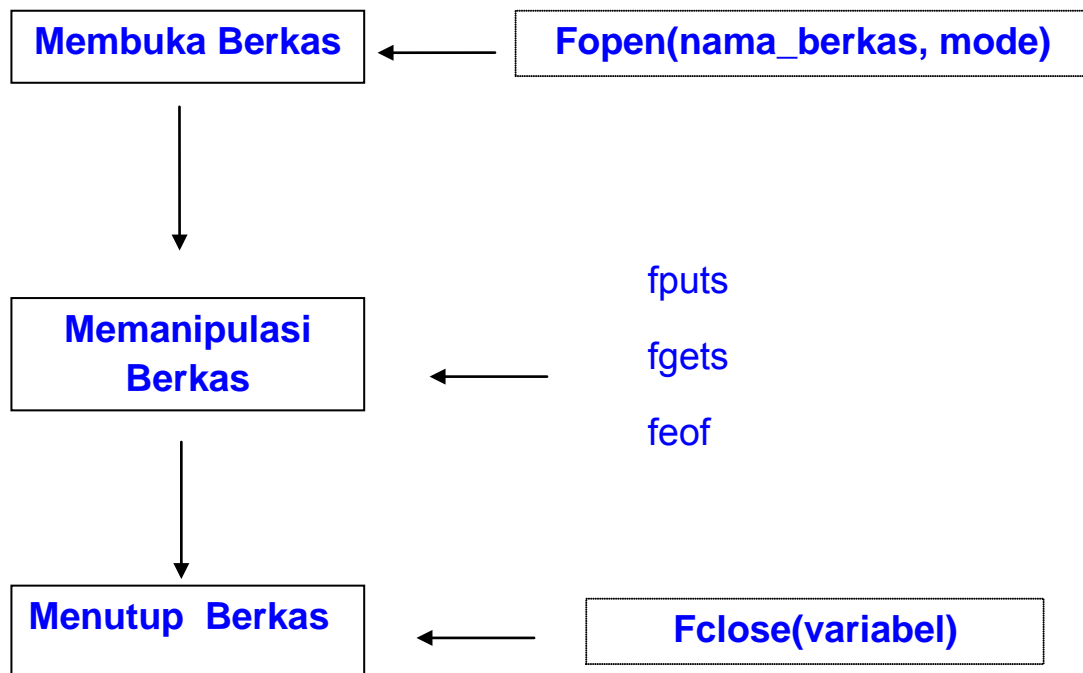 Membuka Berkas
Fopen(nama_berkas, mode)
Memanipulasi
Berkas
fputs
fgets
feof
Menutup  Berkas
Fclose(variabel)